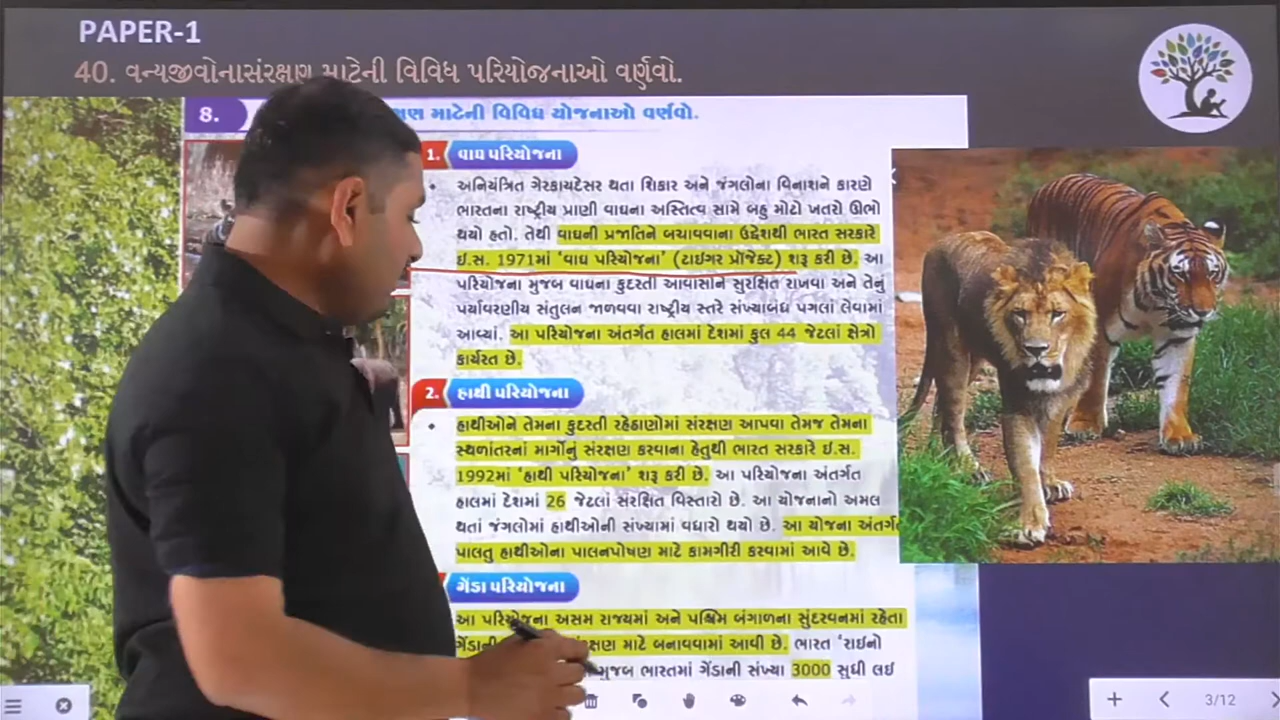 PAPER-1
40. વન્યજીવોનાસંરક્ષણ માટેની વિવિધ પરિયોજનાઓ વર્ણવો.
8.
માટેની વિવિધ યોજનાઓ વર્ણવો.
1. વાઘ પરિયોજના
• અનિયંત્રિત ગેરકાયદેસર થતા શિકાર અને જંગલોના વિનાશને કારણે
ભારતના રાષ્ટ્રીય પ્રાણી વાઘના અસ્તિત્વ સામે બહુ મોટો ખતરો ઊભો
થયો હતો. તેથી વાઘની પ્રજાતિને બચાવવાના ઉદ્દેશથી ભારત સરકારે
ઈ.સ. 1971માં ‘વાઘ પરિયોજના’ (ટાઈગર પ્રૉજેક્ટ) શરૂ કરી છે. આ
પરિયોજના મુજબ વાઘના કુદરતી આવાસોને સુરક્ષિત રાખવા અને તેનું
પર્યાવરણીય સંતુલન જાળવવા રાષ્ટ્રીય સ્તરે સંખ્યાબંધ પગલાં લેવામાં
આવ્યાં. આ પરિયોજના અંતર્ગત હાલમાં દેશમાં કુલ 44 જેટલાં ક્ષેત્રો
કાર્યરત છે.
2. હાથી પરિયોજના
• હાથીઓને તેમના કુદરતી રહેઠાણોમાં સંરક્ષણ આપવા તેમજ તેમના
સ્થળાંતરનાં માર્ગોનું સંરક્ષણ કરવાના હેતુથી ભારત સરકારે ઈ.સ.
1992માં ‘હાથી પરિયોજના’ શરૂ કરી છે. આ પરિયોજના અંતર્ગત
હાલમાં દેશમાં 26 જેટલાં સંરક્ષિત વિસ્તારો છે. આ યોજનાનો અમલ
થતાં જંગલોમાં હાથીઓની સંખ્યામાં વધારો થયો છે. આ યોજના અંતર્ગત
પાલતુ હાથીઓના પાલનપોષણ માટે કામગીરી કરવામાં આવે છે.
ગેંડા પરિયોજના
આ પરિયોજના અસમ રાજ્યમાં અને પશ્ચિમ બંગાળના સુંદરવનમાં રહેતા
ગેંડાની માટે બનાવવામાં આવી છે. ભારત ‘રાઈનો
મુજબ ભારતમાં ગેંડાની સંખ્યા 3000 સુધી લઈ
3/12